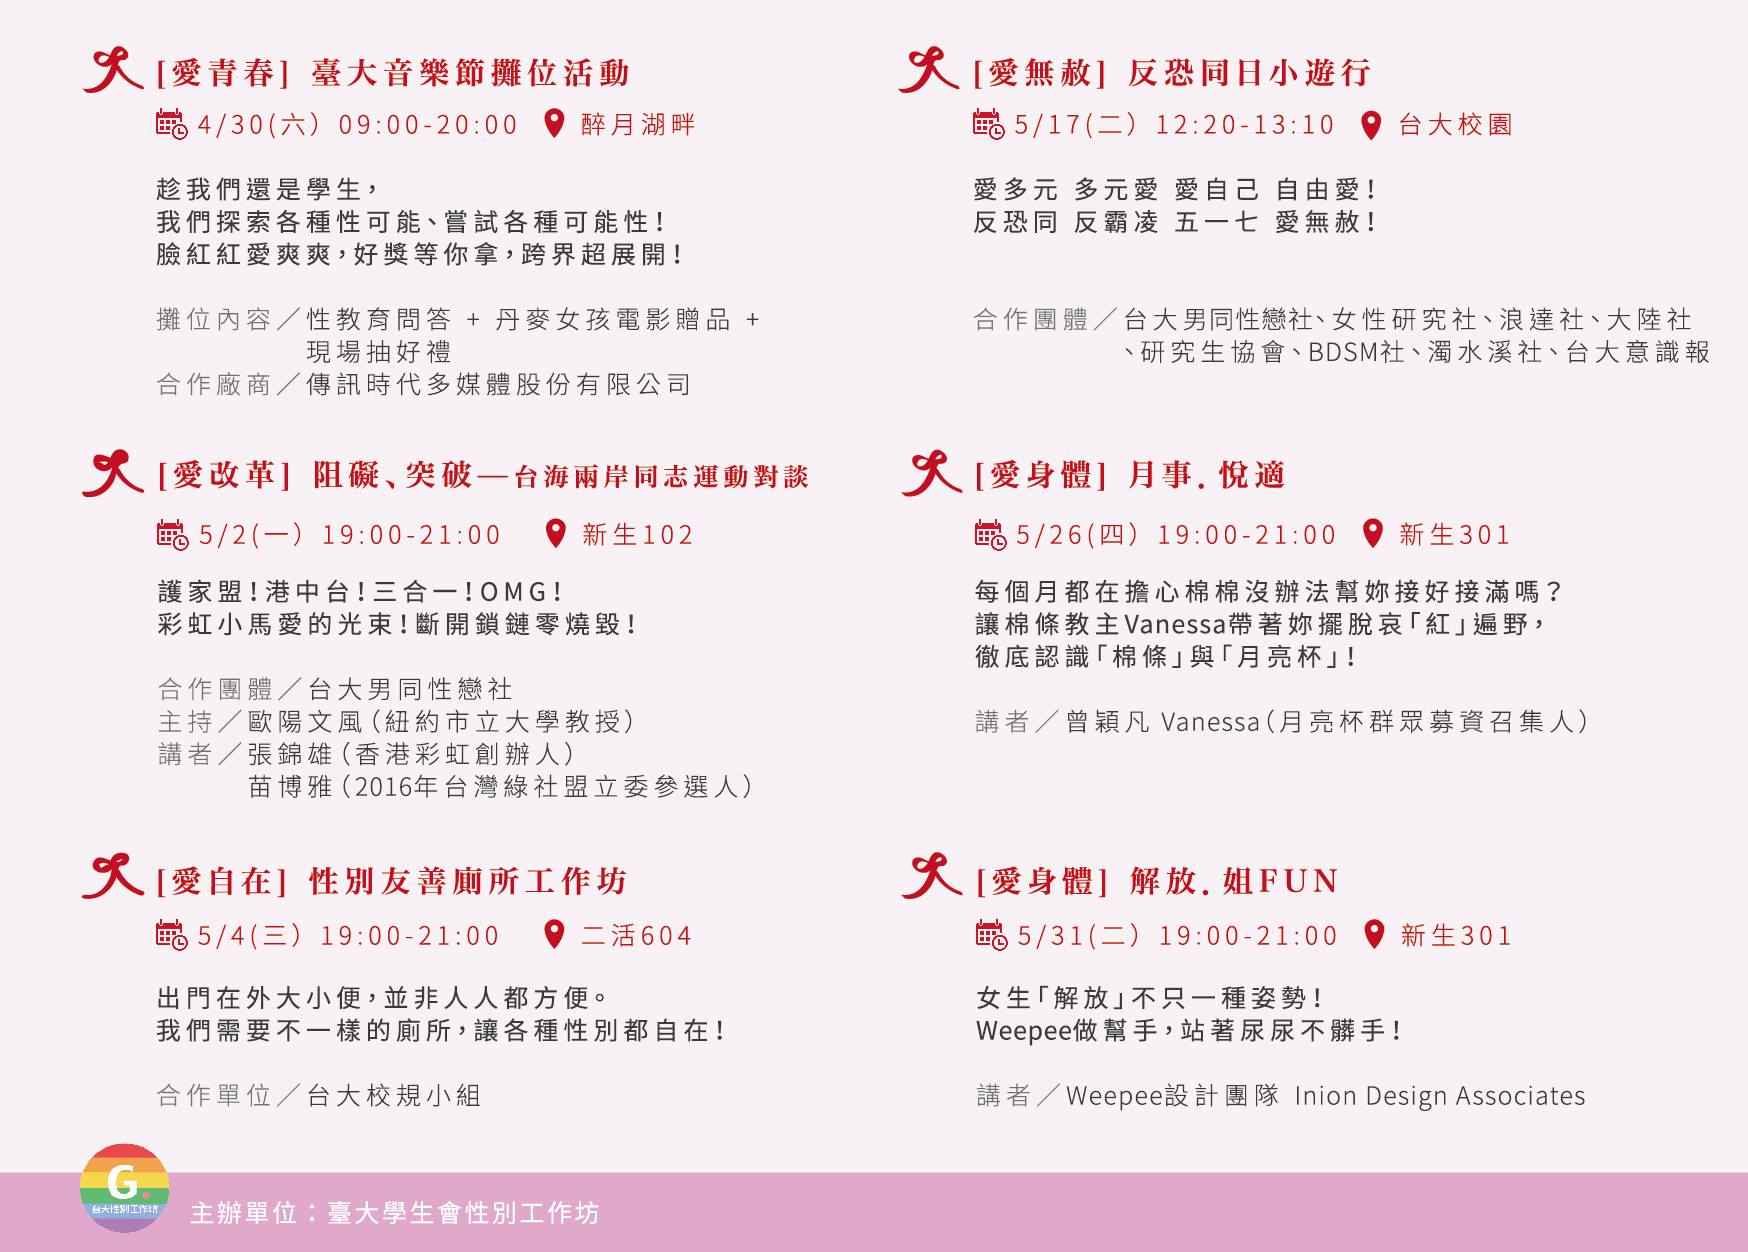 [愛青春] 臺大音樂節攤位活動
4/30(六) 09:00-20:00 醉月湖畔
趁我們還是學生，
我們探索各種性可能、嘗試各種可能性！
臉紅紅愛爽爽，好獎等你拿，跨界超展開！
攤位內容／性教育問答 + 丹麥女孩電影贈品 +
現場抽好禮
合作廠商／傳訊時代多媒體股份有限公司
[愛改革] 阻礙、突破—台海兩岸同志運動對談
5/2(一) 19:00-21:00 新生102
護家盟！港中台！三合一！OMG！
彩虹小馬愛的光束！斷開鎖鏈零燒毀！
合作團體／台大男同性戀社
主持／歐陽文風（紐約市立大學教授）
講者／張錦雄（香港彩虹創辦人）
苗博雅（2016年台灣綠社盟立委參選人）
[愛自在] 性別友善廁所工作坊
5/4(三) 19:00-21:00 二活604
出門在外大小便，並非人人都方便。
我們需要不一樣的廁所，讓各種性別都自在！
合作單位／台大校規小組
[愛無赦] 反恐同日小遊行
5/17(二) 12:20-13:10 台大校園
愛多元 多元愛 愛自己 自由愛！
反恐同 反霸凌 五一七 愛無赦！
合作團體／台大男同性戀社、女性研究社、浪達社、大陸社
、研究生協會、BDSM社、濁水溪社、台大意識報
[愛身體] 月事．悅適
5/26(四) 19:00-21:00 新生301
每個月都在擔心棉棉沒辦法幫妳接好接滿嗎？
讓棉條教主Vanessa帶著妳擺脫哀「紅」遍野，
徹底認識「棉條」與「月亮杯」！
講者／曾穎凡 Vanessa（月亮杯群眾募資召集人）
[愛身體] 解放．姐FUN
5/31(二) 19:00-21:00 新生301
女生「解放」不只一種姿勢！
Weepee做幫手，站著尿尿不髒手！
講者／Weepee設計團隊 Inion Design Associates
G.
台大性別工作坊
主辦單位：臺大學生會性別工作坊